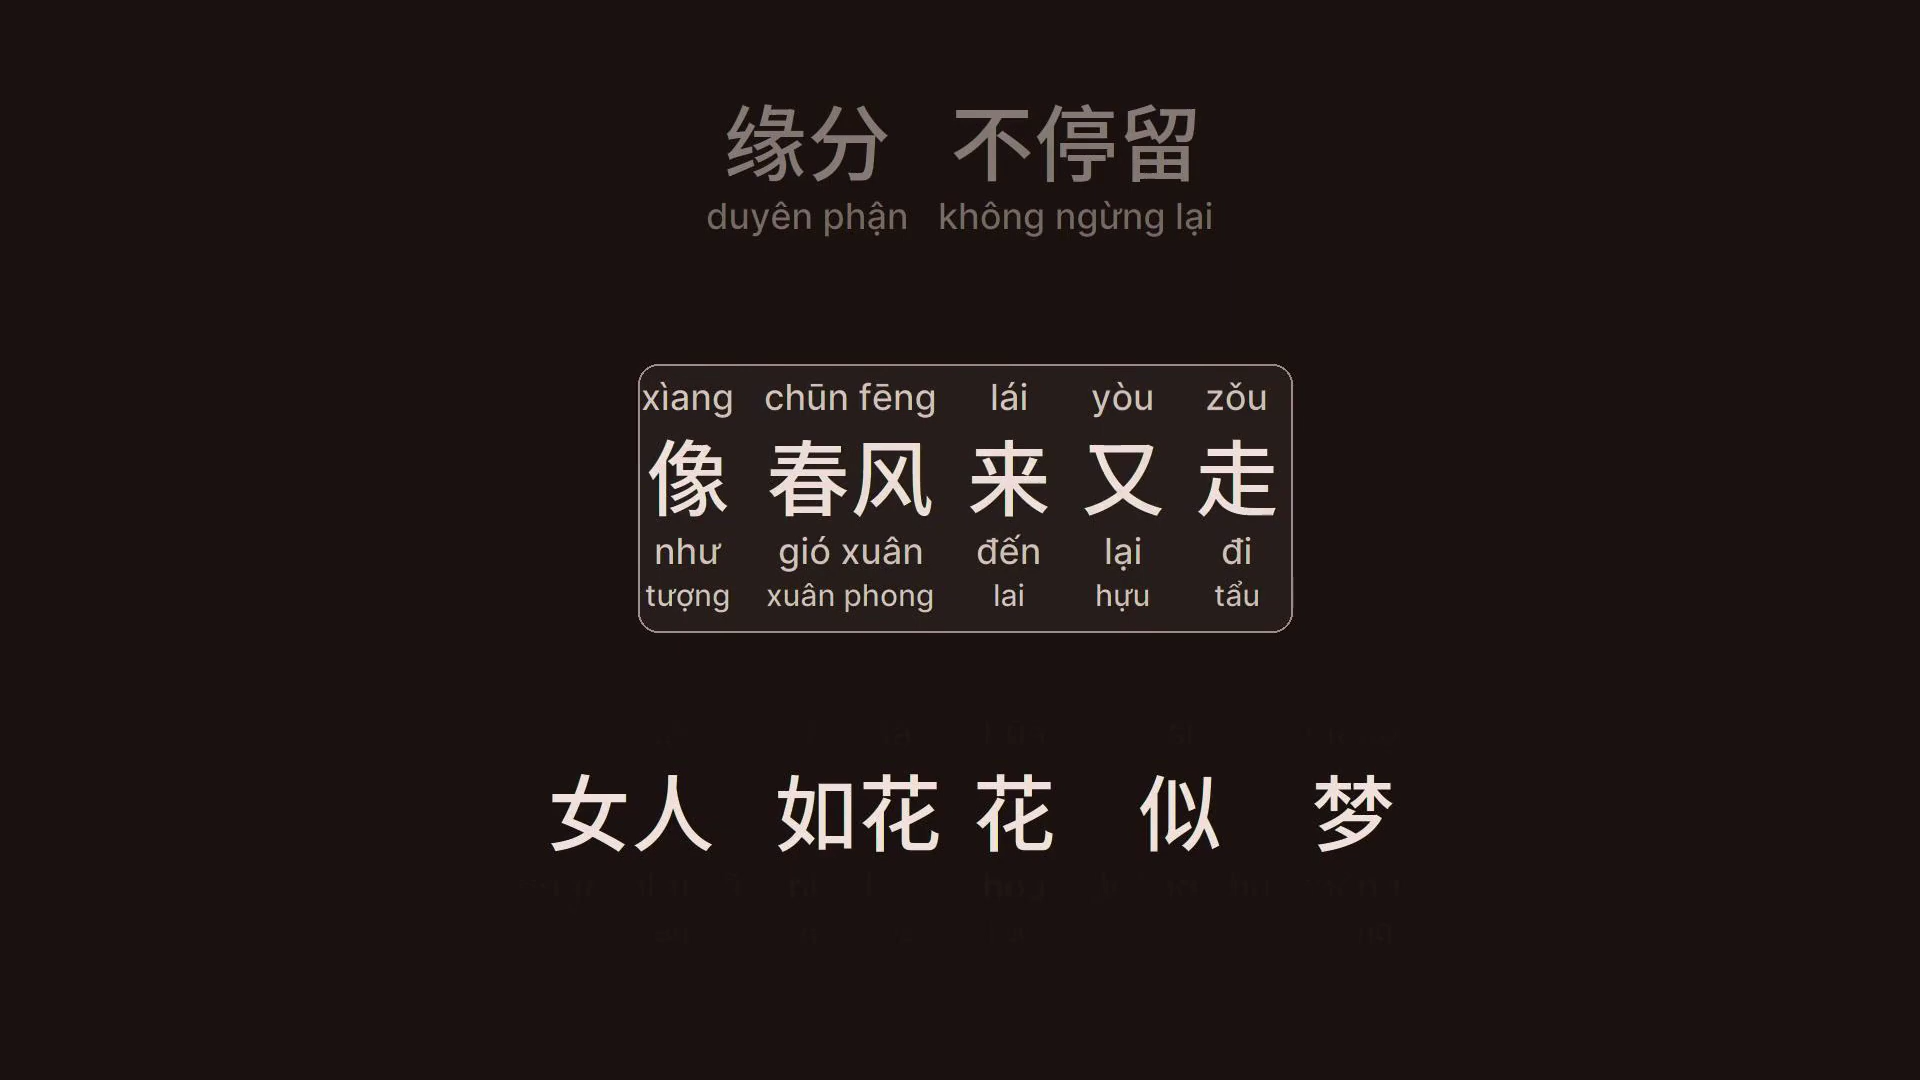 缘分 不停留
duyên phận không ngừng lại
xìang chūn fēng lái yòu zǒu
像 春风 来 又 走
như gió xuân đến lại đi
tượng xuân phong lai hựu tẩu
女人 如花 花 似 梦